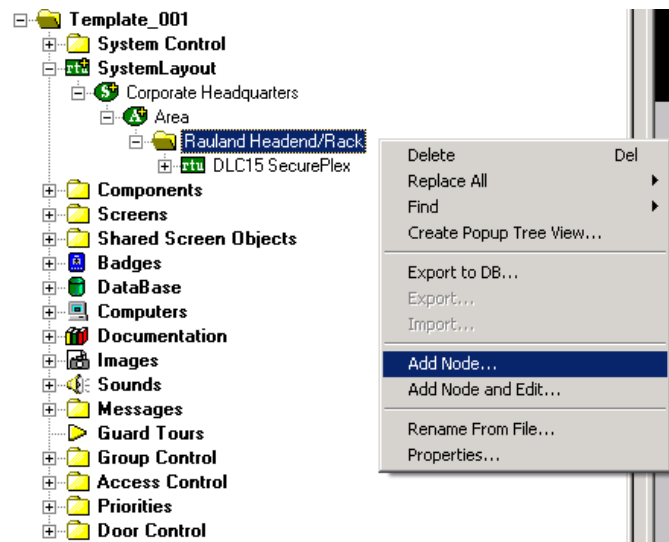 Template_001
System Control
rtu SystemLayout
S Corporate Headquarters
A Area
Rauland Headend/Rack
rtu DLC15 SecurePlex
Components
Screens
Shared Screen Objects
Badges
DataBase
Computers
Documentation
Images
Sounds
Messages
Guard Tours
Group Control
Access Control
Priorities
Door Control
Delete Del
Replace All
Find
Create Popup Tree View...
Export to DB...
Export...
Import...
Add Node...
Add Node and Edit...
Rename From File...
Properties...